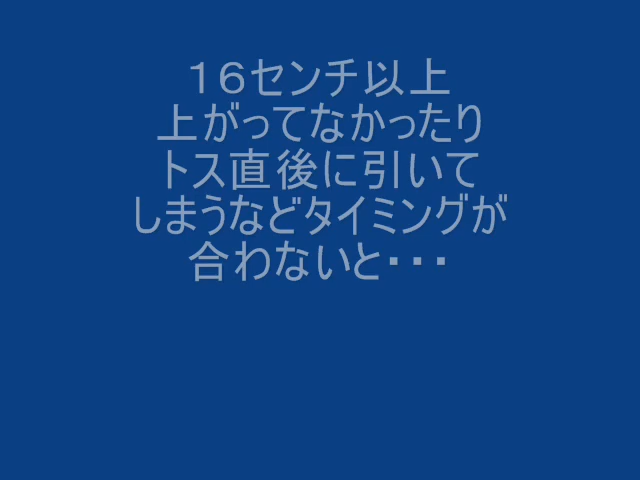 １６センチ以上
上がってなかったり
トス直後に引いて
しまうなどタイミングが
合わないと・・・